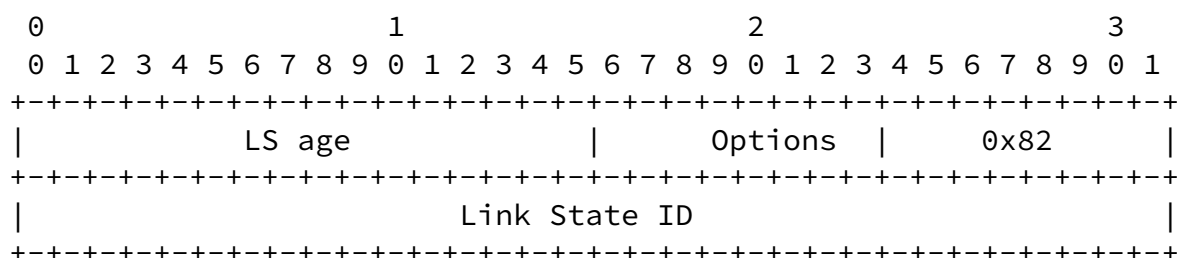 0                   1                   2                   3
 0 1 2 3 4 5 6 7 8 9 0 1 2 3 4 5 6 7 8 9 0 1 2 3 4 5 6 7 8 9 0 1
+-+-+-+-+-+-+-+-+-+-+-+-+-+-+-+-+-+-+-+-+-+-+-+-+-+-+-+-+-+-+-+-+
|            LS age             |      Options  |     0x82      |
+-+-+-+-+-+-+-+-+-+-+-+-+-+-+-+-+-+-+-+-+-+-+-+-+-+-+-+-+-+-+-+-+
|                        Link State ID                          |
+-+-+-+-+-+-+-+-+-+-+-+-+-+-+-+-+-+-+-+-+-+-+-+-+-+-+-+-+-+-+-+-+